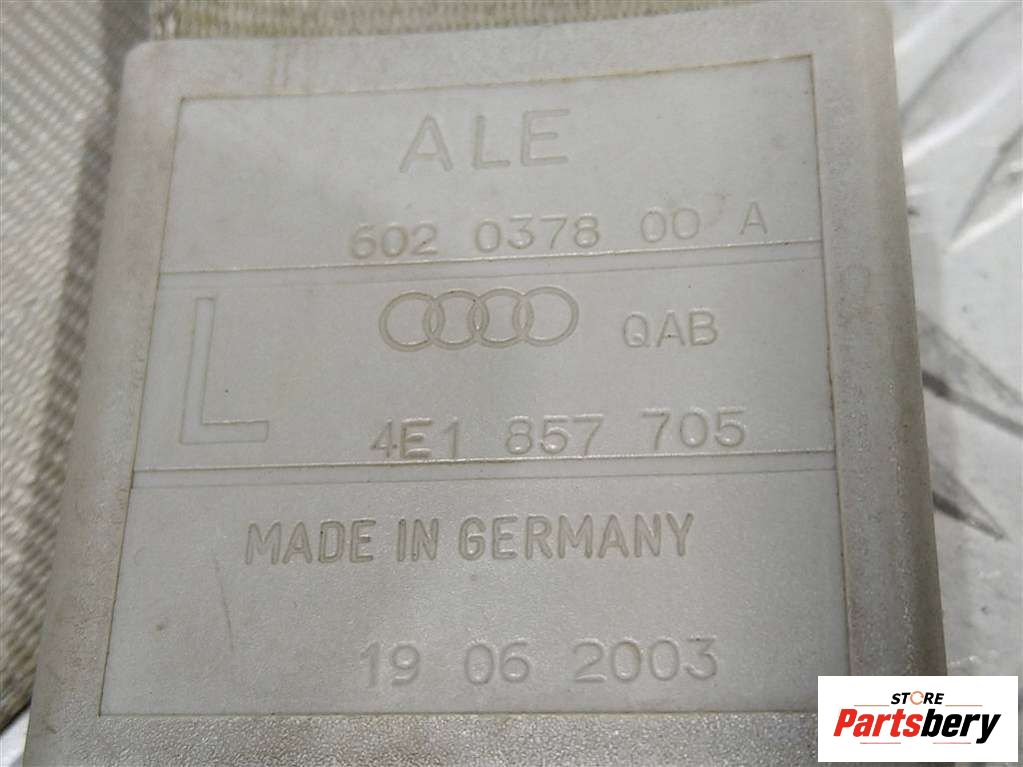 ALE
602 0378 00 A
L
QAB
4E1 857 705
MADE IN GERMANY
19 06 2003
STORE
Partsbery